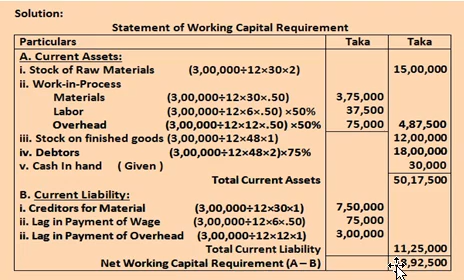 Solution:
Statement of Working Capital Requirement
Particulars Taka Taka
A. Current Assets:
i. Stock of Raw Materials (3,00,000÷12×30×2) 15,00,000
ii. Work-in-Process
Materials (3,00,000÷12×30×.50) 3,75,000
Labor (3,00,000÷12×6×.50) ×50% 37,500
Overhead (3,00,000÷12×12×.50) ×50% 75,000 4,87,500
iii. Stock on finished goods (3,00,000÷12×48×1) 12,00,000
iv. Debtors (3,00,000÷12×48×2)×75% 18,00,000
v. Cash In hand ( Given ) 30,000
Total Current Assets 50,17,500
B. Current Liability:
i. Creditors for Material (3,00,000÷12×30×1) 7,50,000
ii. Lag in Payment of Wage (3,00,000÷12×6×.50) 75,000
ii. Lag in Payment of Overhead (3,00,000÷12×12×1) 3,00,000
Total Current Liability 11,25,000
Net Working Capital Requirement (A – B)